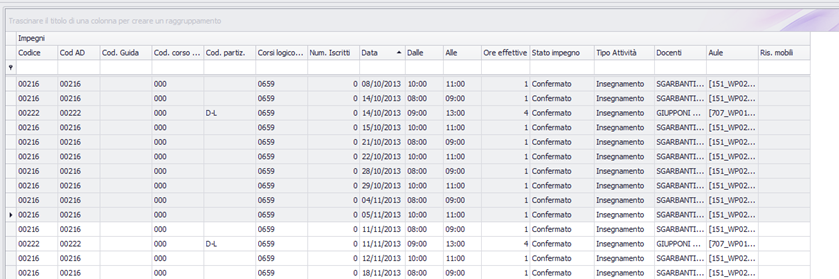 Trascinare il titolo di una colonna per creare un raggruppamento
Impegni
Codice Cod AD Cod. Guida Cod. corso ... Cod. partiz. Corsi logico... Num. Iscritti Data Dalle Alle Ore effettive Stato impegno Tipo Attività Docenti Aule Ris. mobili
00216 00216 000 0659 0 08/10/2013 10:00 11:00 1 Confermato Insegnamento SGARBANTI... [151_WP02...
00216 00216 000 0659 0 14/10/2013 08:00 09:00 1 Confermato Insegnamento SGARBANTI... [151_WP02...
00222 00222 000 D-L 0659 0 14/10/2013 09:00 13:00 4 Confermato Insegnamento GIUPPONI ... [707_WP01...
00216 00216 000 0659 0 15/10/2013 10:00 11:00 1 Confermato Insegnamento SGARBANTI... [151_WP02...
00216 00216 000 0659 0 21/10/2013 08:00 09:00 1 Confermato Insegnamento SGARBANTI... [151_WP02...
00216 00216 000 0659 0 22/10/2013 10:00 11:00 1 Confermato Insegnamento SGARBANTI... [151_WP02...
00216 00216 000 0659 0 28/10/2013 08:00 09:00 1 Confermato Insegnamento SGARBANTI... [151_WP02...
00216 00216 000 0659 0 29/10/2013 10:00 11:00 1 Confermato Insegnamento SGARBANTI... [151_WP02...
00216 00216 000 0659 0 04/11/2013 08:00 09:00 1 Confermato Insegnamento SGARBANTI... [151_WP02...
00216 00216 000 0659 0 05/11/2013 10:00 11:00 1 Confermato Insegnamento SGARBANTI... [151_WP02...
00216 00216 000 0659 0 11/11/2013 08:00 09:00 1 Confermato Insegnamento SGARBANTI... [151_WP02...
00222 00222 000 D-L 0659 0 11/11/2013 09:00 13:00 4 Confermato Insegnamento GIUPPONI ... [707_WP01...
00216 00216 000 0659 0 12/11/2013 10:00 11:00 1 Confermato Insegnamento SGARBANTI... [151_WP02...
00216 00216 000 0659 0 18/11/2013 08:00 09:00 1 Confermato Insegnamento SGARBANTI... [151_WP02...